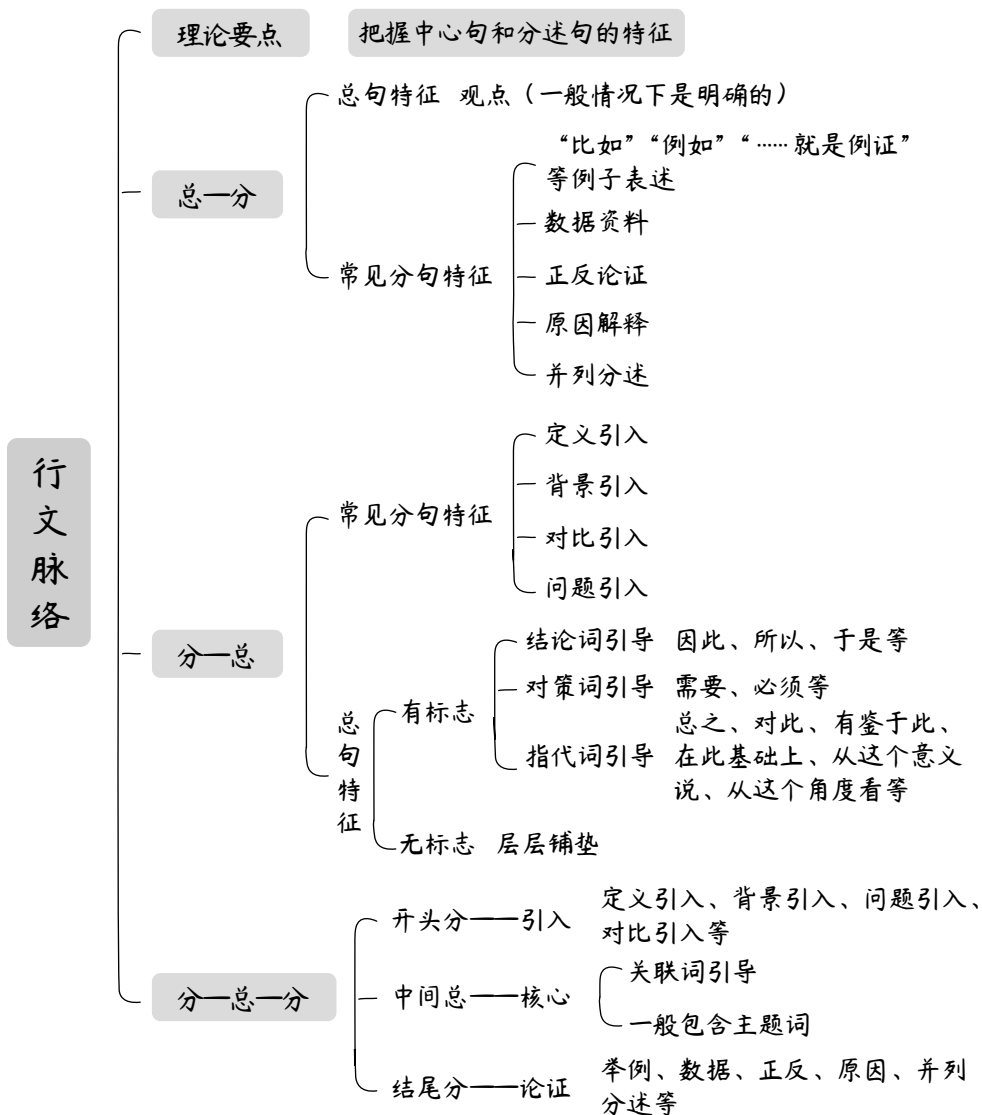 行文脉络
理论要点
把握中心句和分述句的特征
总—分
总句特征 观点（一般情况下是明确的）
常见分句特征
“比如”“例如”“……就是例证”
等例子表述
数据资料
正反论证
原因解释
并列分述
分—总
常见分句特征
定义引入
背景引入
对比引入
问题引入
总句特征
有标志
结论词引导 因此、所以、于是等
对策词引导 需要、必须等
指代词引导
总之、对此、有鉴于此、
在此基础上、从这个意义
说、从这个角度看等
无标志 层层铺垫
分—总—分
开头分——引入
定义引入、背景引入、问题引入、
对比引入等
中间总——核心
关联词引导
一般包含主题词
结尾分——论证
举例、数据、正反、原因、并列
分述等